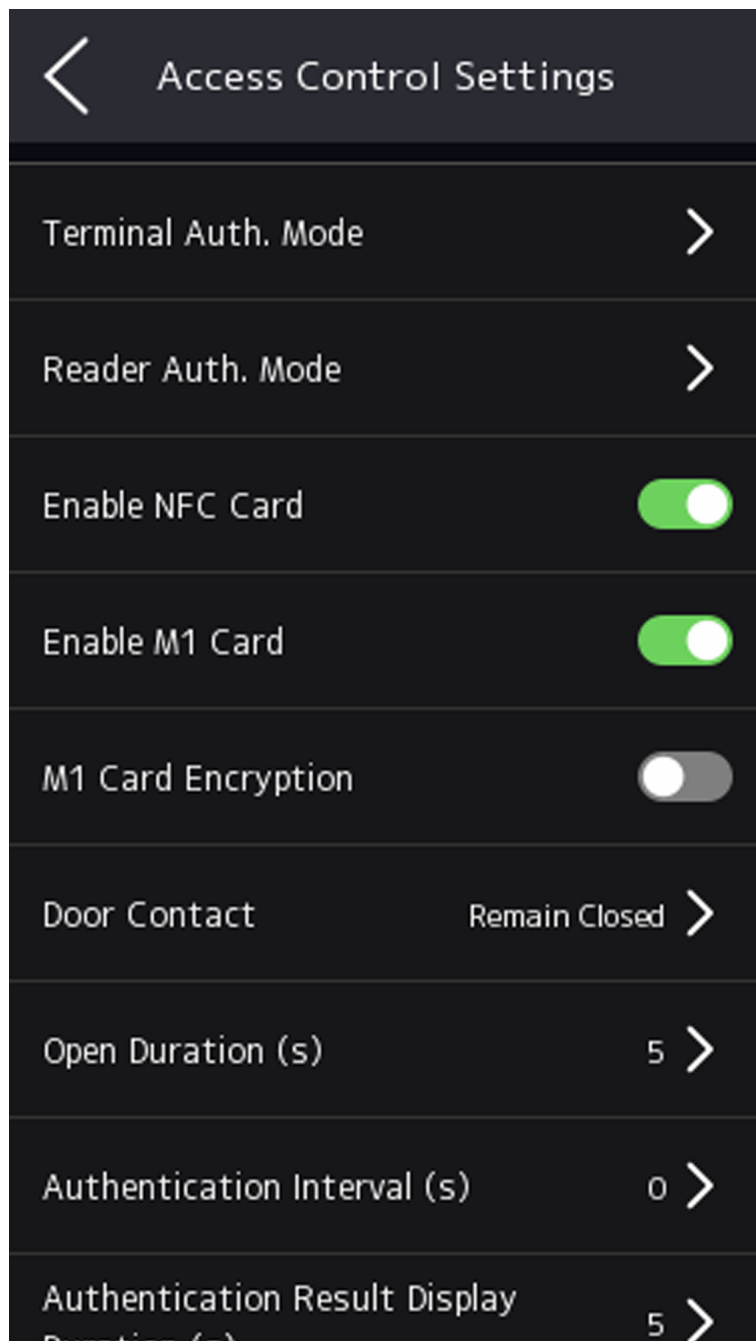 Access Control Settings
Terminal Auth. Mode
Reader Auth. Mode
Enable NFC Card
Enable M1 Card
M1 Card Encryption
Door Contact Remain Closed
Open Duration (s) 5
Authentication Interval (s) 0
Authentication Result Display 5
Duration (s)